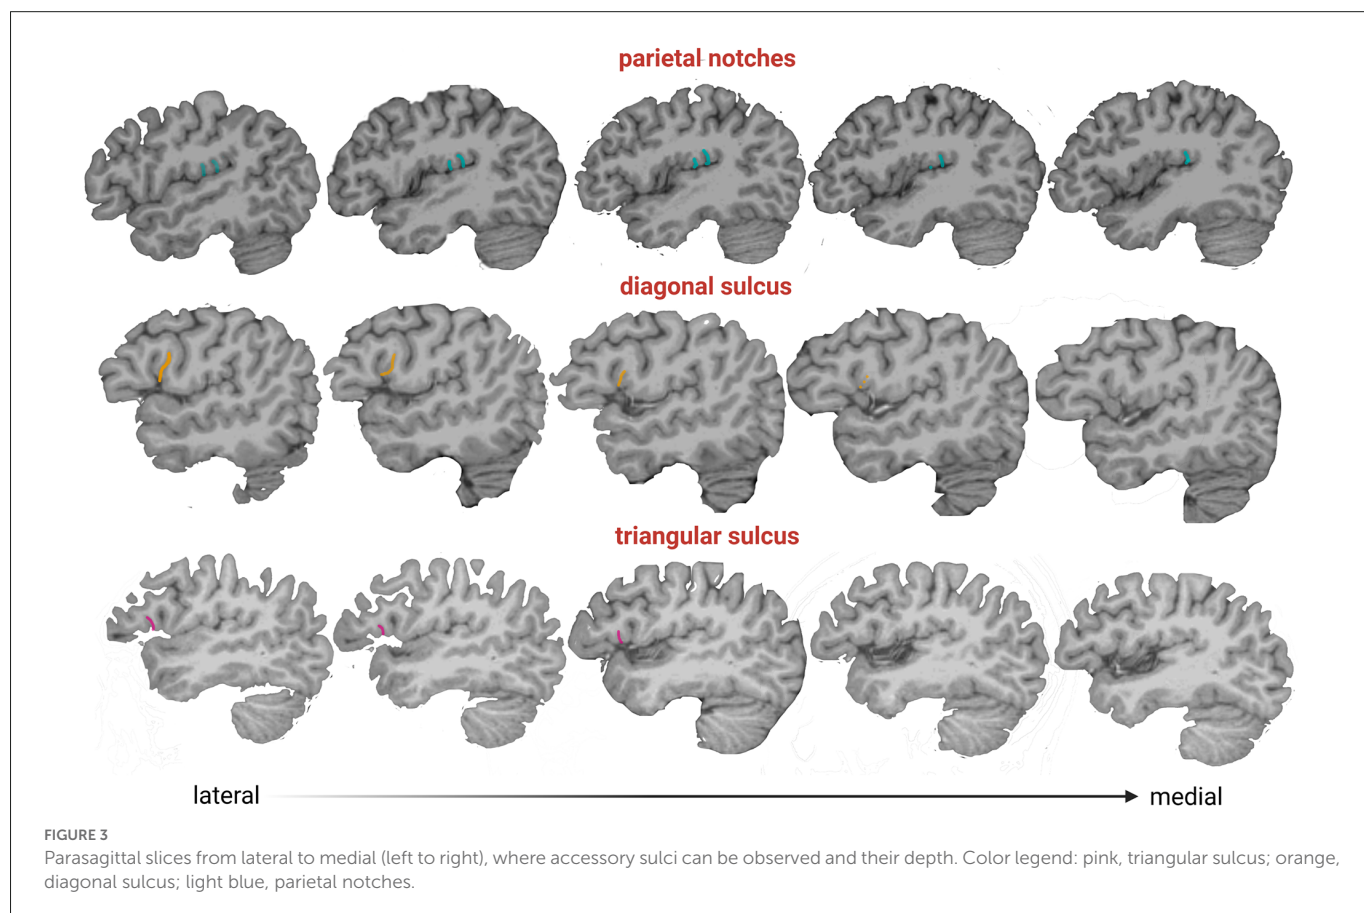 parietal notches
diagonal sulcus
triangular sulcus
lateral
medial
FIGURE 3
Parasagittal slices from lateral to medial (left to right), where accessory sulci can be observed and their depth. Color legend: pink, triangular sulcus; orange,
diagonal sulcus; light blue, parietal notches.